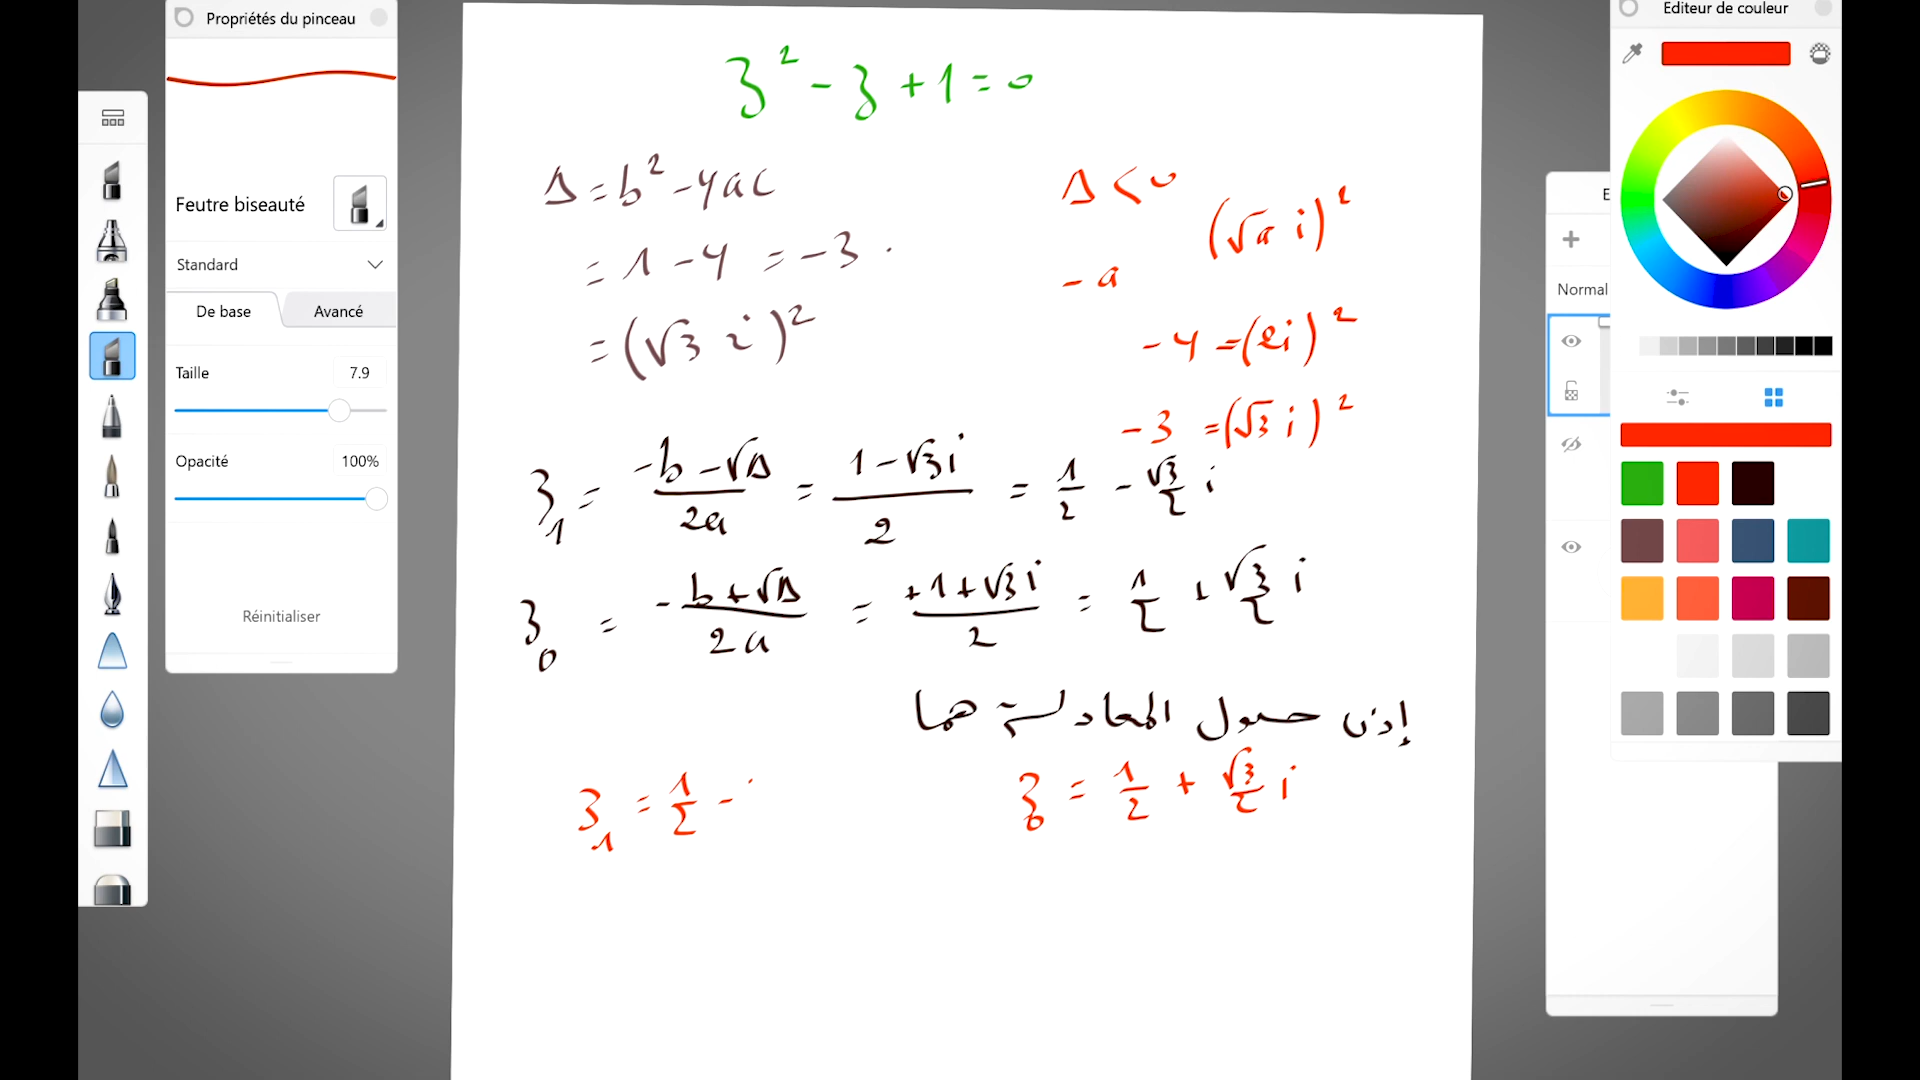 Propriétés du pinceau
Feutre biseauté
Standard
De base
Avancé
Taille
7.9
Opacité
100%
Réinitialiser
z² - z + 1 = 0
Δ = b² - 4ac
= 1 - 4 = -3
= (√3 i)²
Δ < 0
(√a i)²
- a
- 4 = (2i)²
- 3 = (√3 i)²
z₁ = (-b - √Δ)/2a = (1 - √3 i)/2 = 1/2 - √3/2 i
z₀ = (-b + √Δ)/2a = (+1 + √3 i)/2 = 1/2 + √3/2 i
إذن حلول المعادلة هما
z₀ = 1/2 + √3/2 i
z₁ = 1/2 -
Editeur de couleur
E
Normal